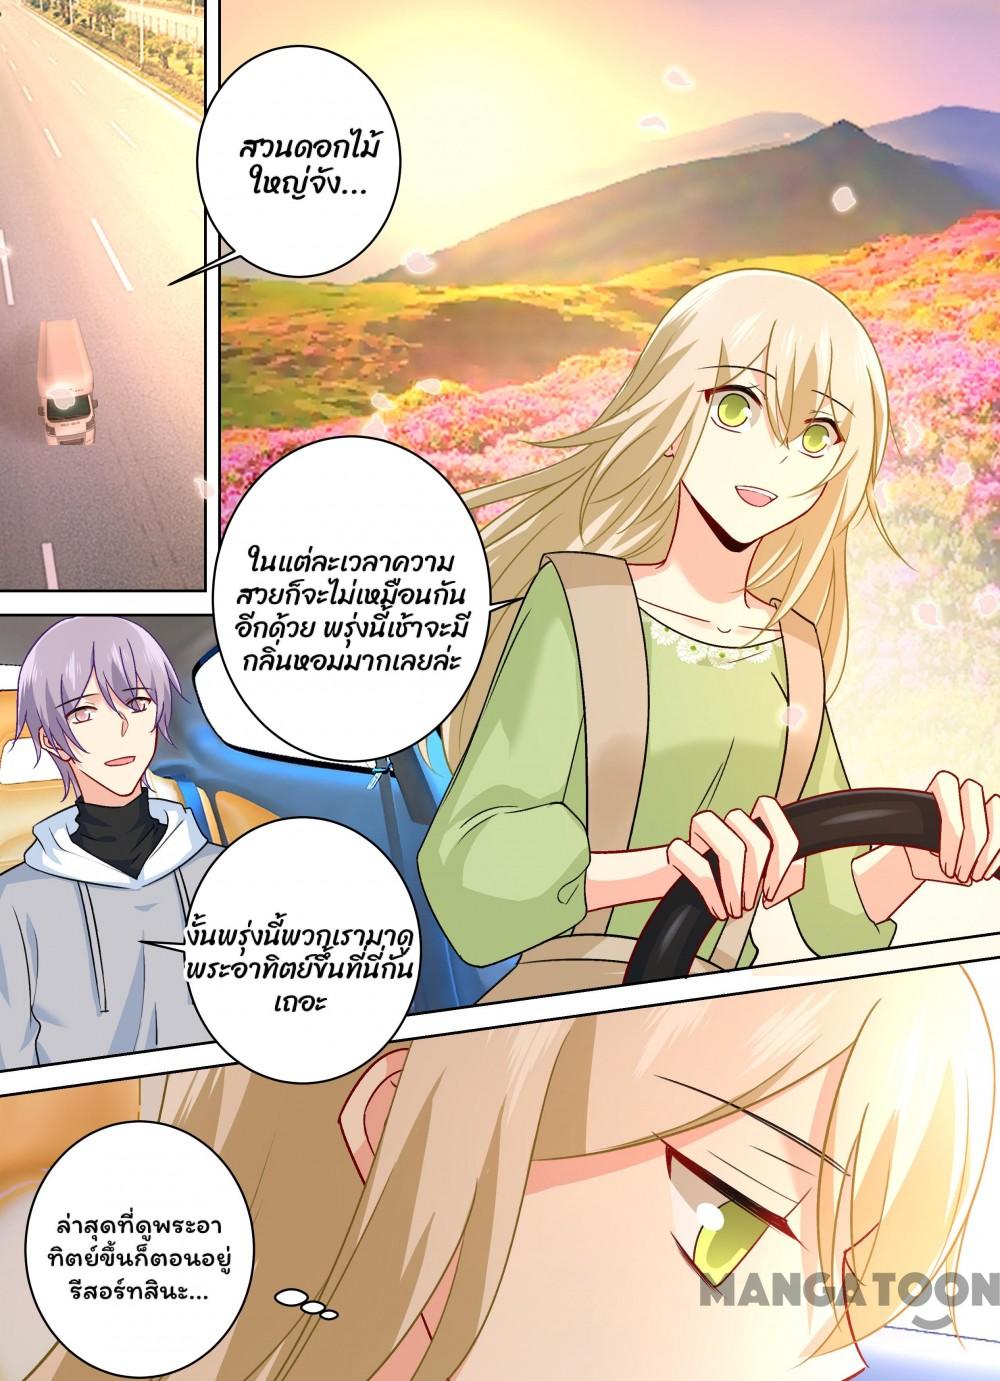 สวนดอกไม้
ใหญ่จัง...
ในแต่ละเวลาความ
สวยก็จะไม่เหมือนกัน
อีกด้วย พรุ่งนี้เช้าจะมี
กลิ่นหอมมากเลยล่ะ
งั้นพรุ่งนี้พวกเรามาดู
พระอาทิตย์ขึ้นที่นี่กัน
เถอะ
ล่าสุดที่ดูพระอา
ทิตย์ขึ้นก็ตอนอยู่
รีสอร์ทสินะ...
MANGATOON